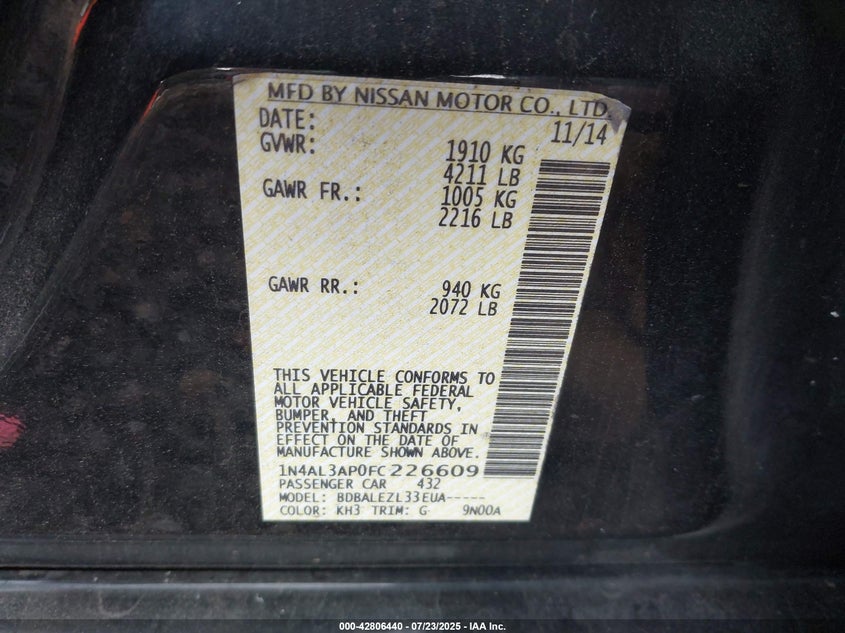 MFD BY NISSAN MOTOR CO., LTD.
DATE: 11/14
GVWR: 1910 KG
4211 LB
GAWR FR.: 1005 KG
2216 LB
GAWR RR.: 940 KG
2072 LB
THIS VEHICLE CONFORMS TO
ALL APPLICABLE FEDERAL
MOTOR VEHICLE SAFETY,
BUMPER, AND THEFT
PREVENTION STANDARDS IN
EFFECT ON THE DATE OF
MANUFACTURE SHOWN ABOVE.
1N4AL3AP0FC226609
PASSENGER CAR 432
MODEL: BDBALEZL33EUA-----
COLOR: KH3 TRIM: G 9N00A
000-42806440 - 07/23/2025 - IAA Inc.